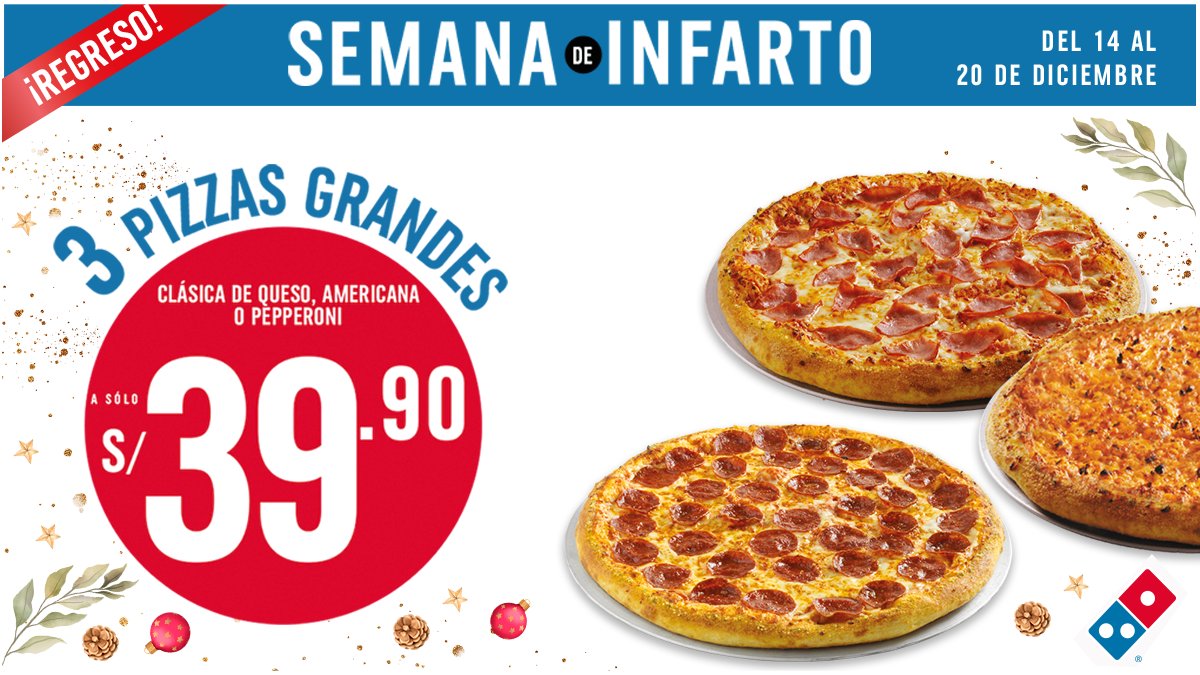 ¡REGRESO!
SEMANA DE INFARTO
DEL 14 AL
20 DE DICIEMBRE
3 PIZZAS GRANDES
CLÁSICA DE QUESO, AMERICANA
O PEPPERONI
A SÓLO
S/39.90
®